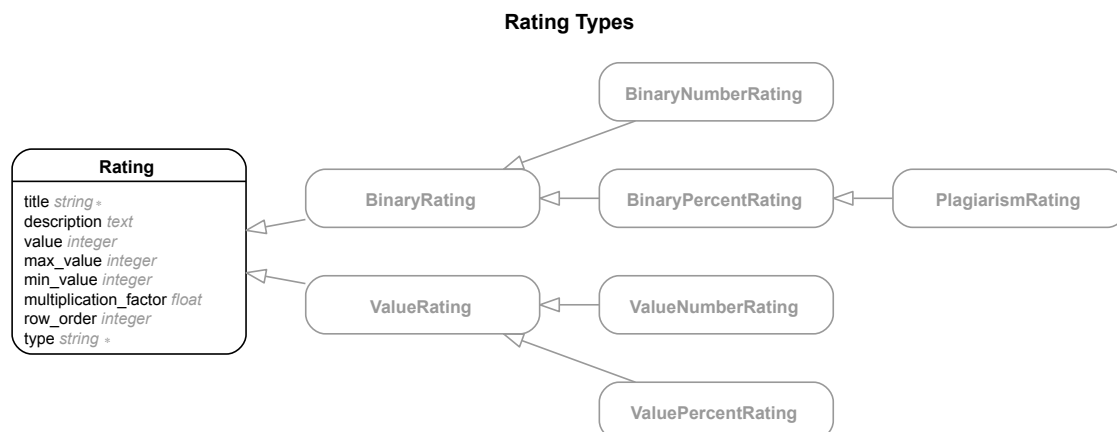 Rating Types
BinaryNumberRating
Rating
title string *
description text
value integer
max_value integer
min_value integer
multiplication_factor float
row_order integer
type string *
BinaryRating
BinaryPercentRating
PlagiarismRating
ValueRating
ValueNumberRating
ValuePercentRating